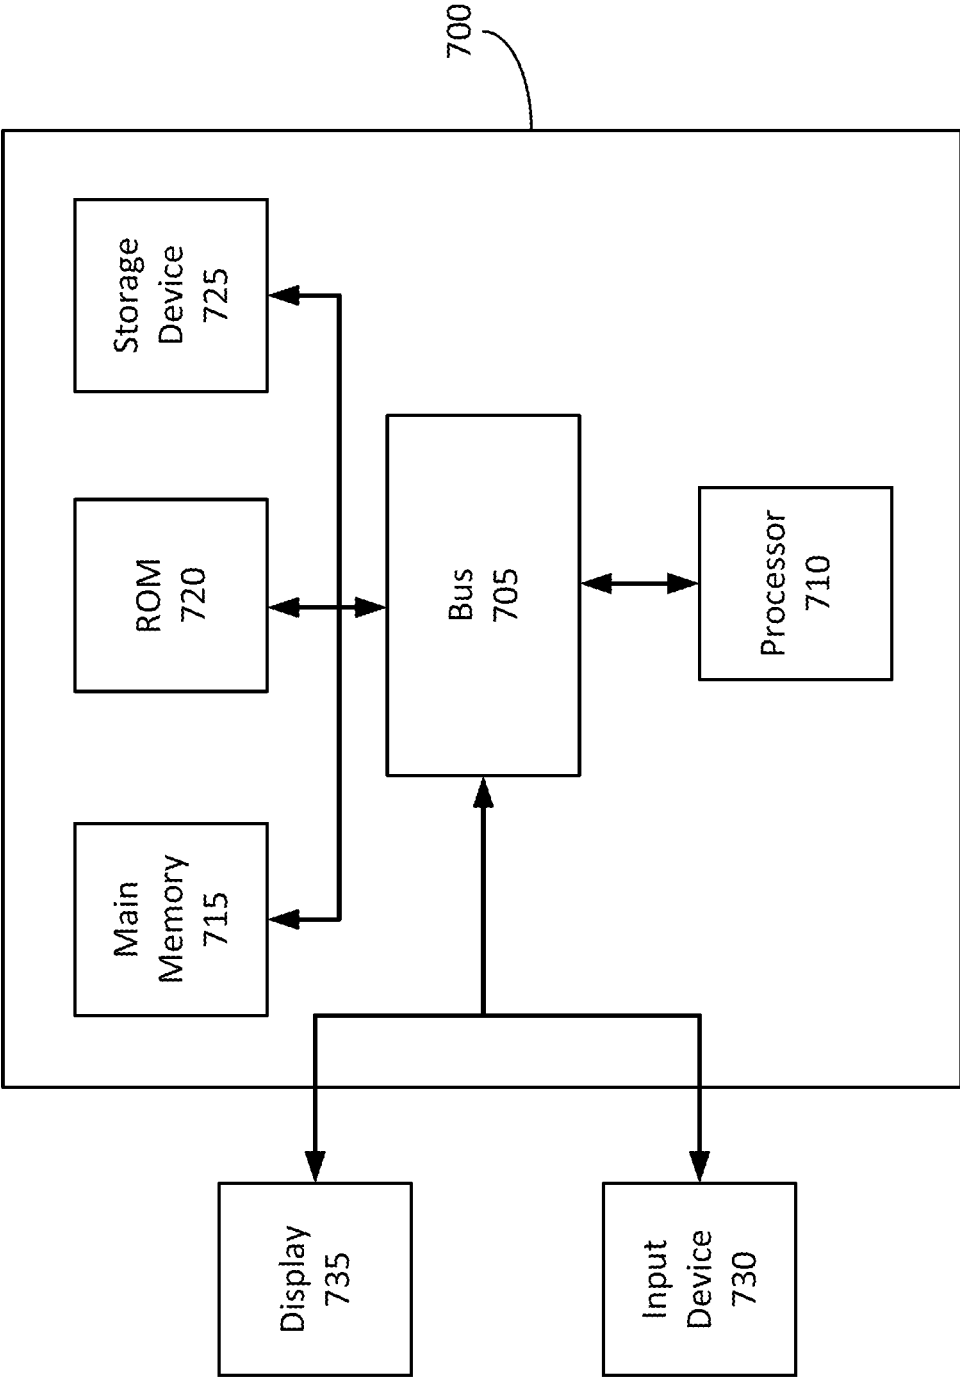 700
Display
735
Main
Memory
715
ROM
720
Storage
Device
725
Bus
705
Input
Device
730
Processor
710